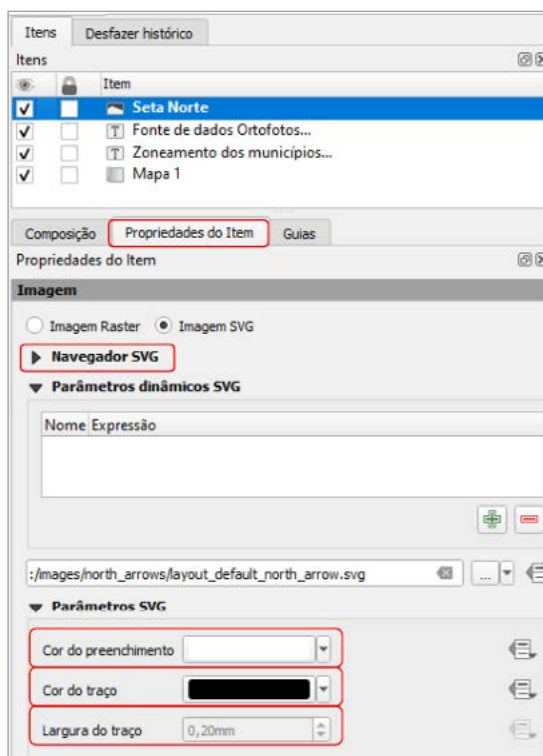 Itens Desfazer histórico
Itens
Item
Seta Norte
Fonte de dados Ortofotos...
Zoneamento dos municípios...
Mapa 1
Composição Propriedades do Item Guias
Propriedades do Item
Imagem
Imagem Raster Imagem SVG
Navegador SVG
Parâmetros dinâmicos SVG
Nome Expressão
:/images/north_arrows/layout_default_north_arrow.svg ...
Parâmetros SVG
Cor do preenchimento
Cor do traço
Largura do traço 0,20mm